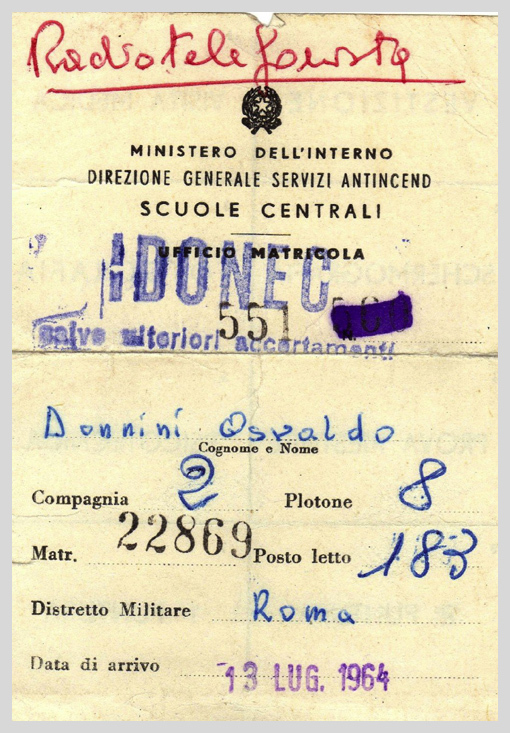 Radiotelefonista
MINISTERO DELL'INTERNO
DIREZIONE GENERALE SERVIZI ANTINCEND
SCUOLE CENTRALI
UFFICIO MATRICOLA
IDONEO
551
salvo ulteriori accertamenti
Donnini Osvaldo
Cognome e Nome
Compagnia 2 Plotone 8
Matr. 22869 Posto letto 183
Distretto Militare Roma
Data di arrivo 13 LUG. 1964